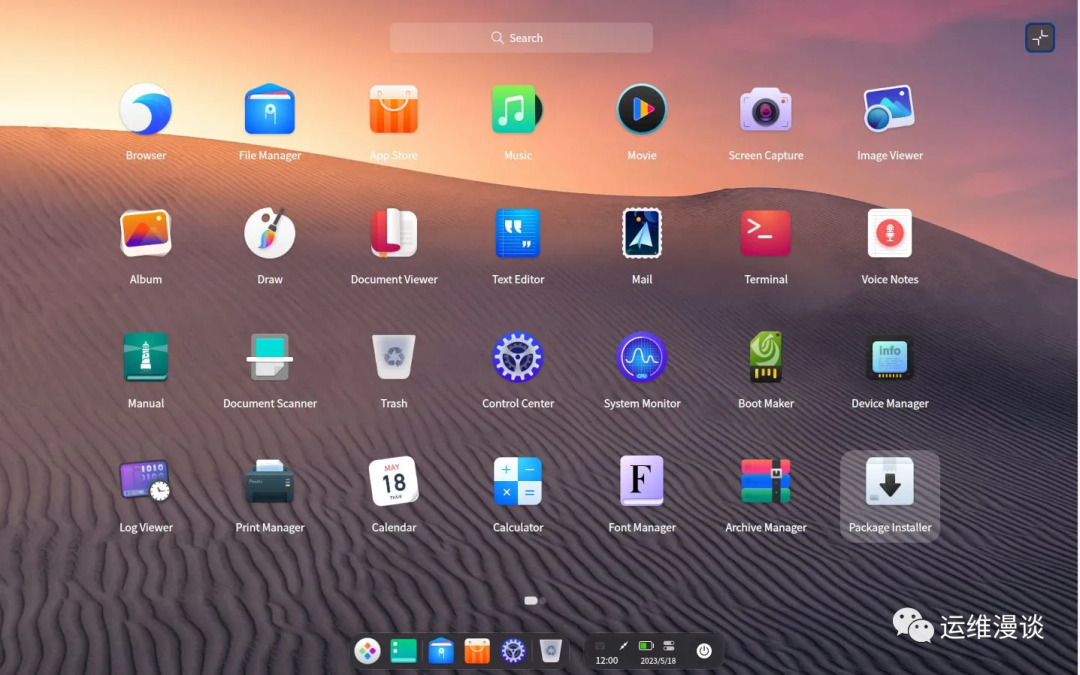 Search
Browser
File Manager
App Store
Music
Movie
Screen Capture
Image Viewer
Album
Draw
Document Viewer
Text Editor
Mail
Terminal
Voice Notes
Info
Manual
Document Scanner
Trash
Control Center
System Monitor
Boot Maker
Device Manager
MAY
18
F
Log Viewer
Print Manager
Calendar
Calculator
Font Manager
Archive Manager
Package Installer
运维漫谈
12:00
2023/5/18